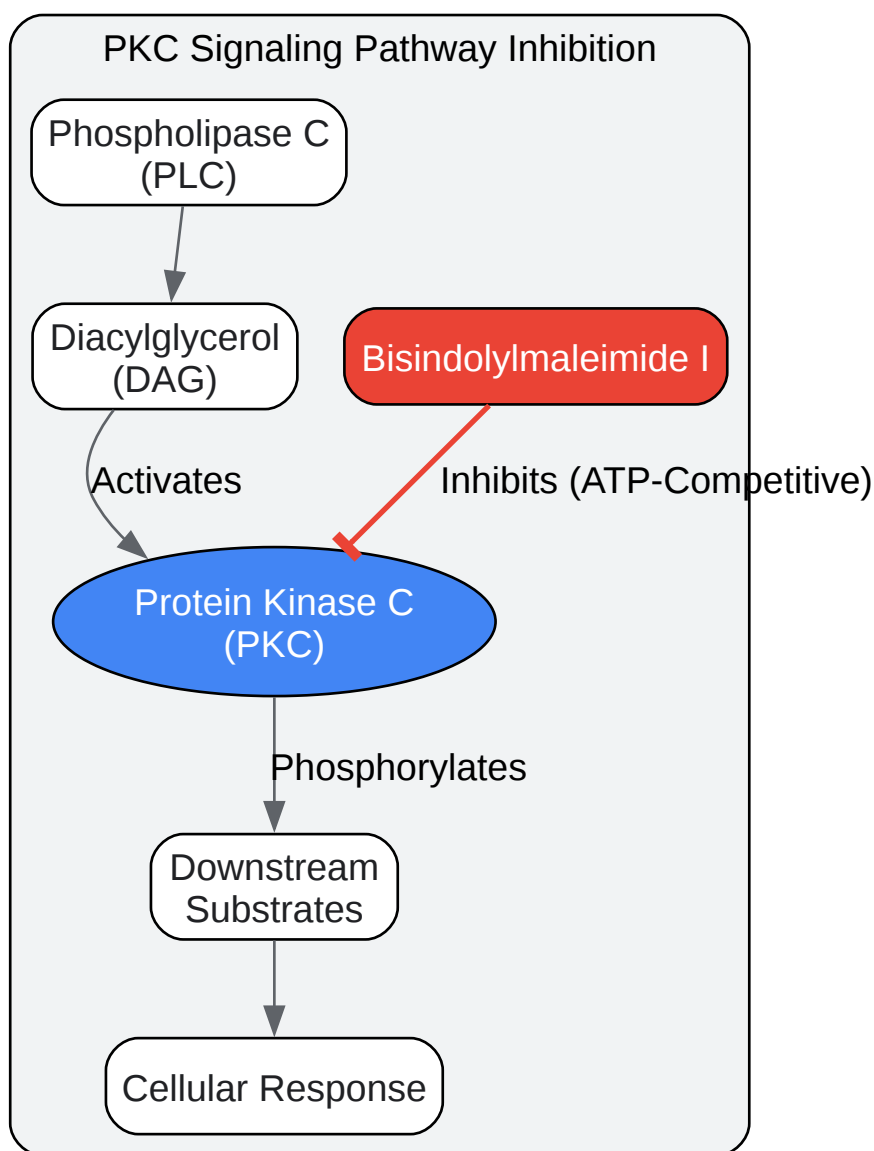 PKC Signaling Pathway Inhibition
Phospholipase C
(PLC)
Diacylglycerol
(DAG)
Bisindolylmaleimide I
Activates
Inhibits (ATP-Competitive)
Protein Kinase C
(PKC)
Phosphorylates
Downstream
Substrates
Cellular Response